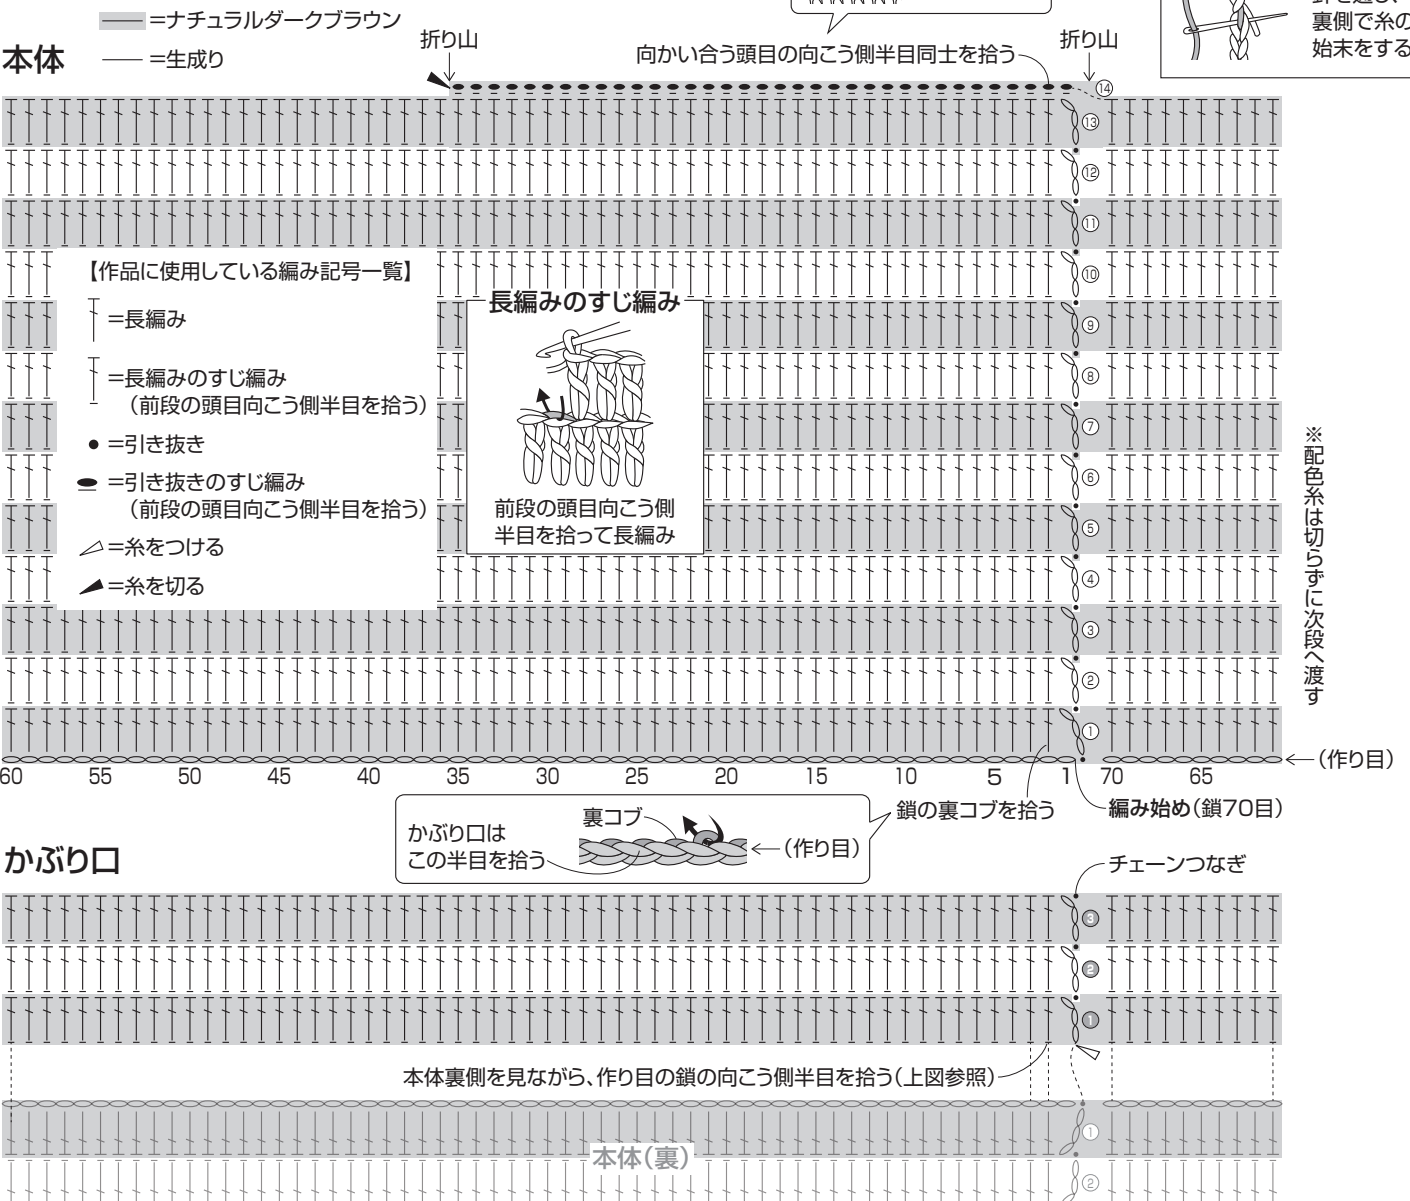 =ナチュラルダークブラウン
本体
=生成り
折り山
向かい合う頭目の向こう側半目同士を拾う
折り山
裏側で糸の
始末をする
⑭
⑬
⑫
⑪
⑩
⑨
⑧
⑦
⑥
⑤
④
③
②
①
【作品に使用している編み記号一覧】
=長編み
=長編みのすじ編み
(前段の頭目向こう側半目を拾う)
=引き抜き
=引き抜きのすじ編み
(前段の頭目向こう側半目を拾う)
=糸をつける
=糸を切る
長編みのすじ編み
前段の頭目向こう側
半目を拾って長編み
※配色糸は切らずに次段へ渡す
(作り目)
60 55 50 45 40 35 30 25 20 15 10 5 1 70 65
鎖の裏コブを拾う
編み始め(鎖70目)
裏コブ
かぶり口は
この半目を拾う
(作り目)
かぶり口
チェーンつなぎ
❸
❷
❶
本体裏側を見ながら、作り目の鎖の向こう側半目を拾う(上図参照)
①
本体(裏)
②